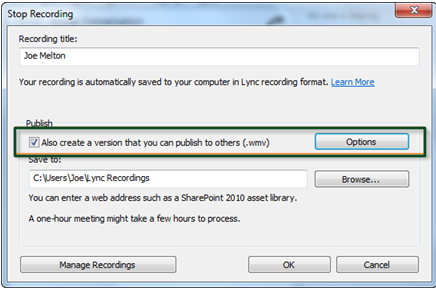 Stop Recording
Recording title:
Joe Melton
Your recording is automatically saved to your computer in Lync recording format. Learn More
Publish
Also create a version that you can publish to others (.wmv)
Options
Save to:
C:\Users\Joe\Lync Recordings
Browse...
You can enter a web address such as a SharePoint 2010 asset library.
A one-hour meeting might take a few hours to process.
Manage Recordings
OK
Cancel